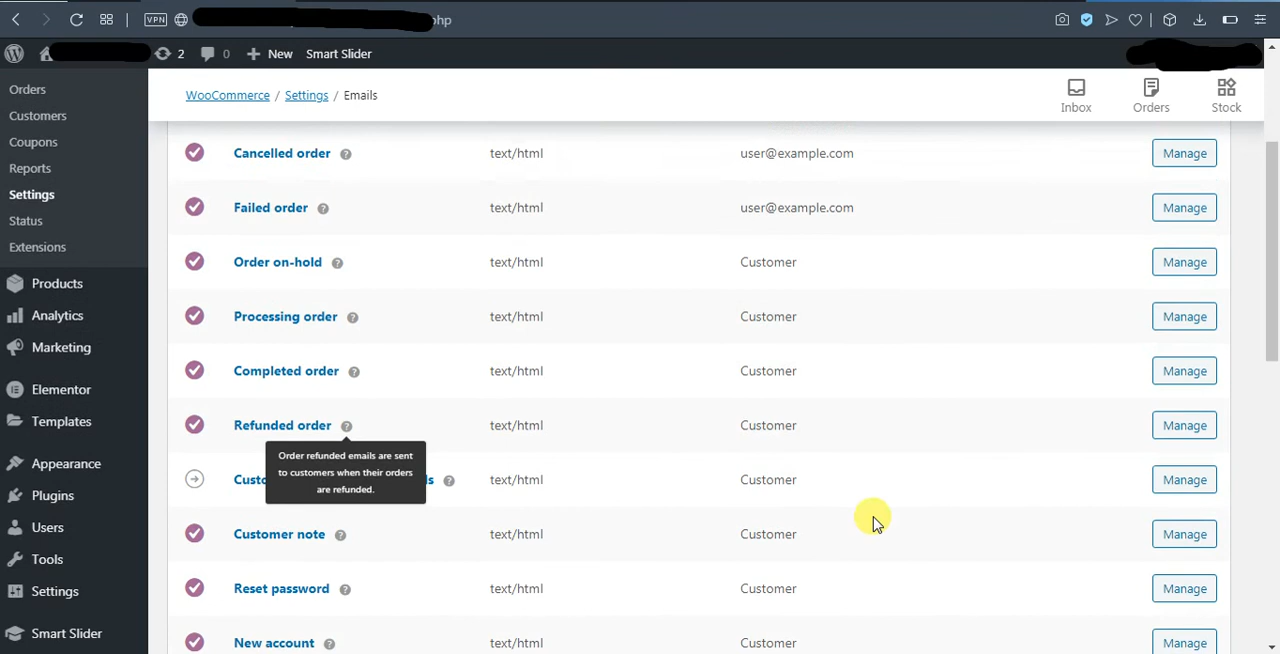 VPN
php
2
0
New
Smart Slider
Orders
Customers
Coupons
Reports
Settings
Status
Extensions
Products
Analytics
Marketing
Elementor
Templates
Appearance
Plugins
Users
Tools
Settings
Smart Slider
WooCommerce / Settings / Emails
Inbox
Orders
Stock
Cancelled order ? text/html user@example.com Manage
Failed order ? text/html user@example.com Manage
Order on-hold ? text/html Customer Manage
Processing order ? text/html Customer Manage
Completed order ? text/html Customer Manage
Refunded order ? text/html Customer Manage
Order refunded emails are sent
to customers when their orders
are refunded.
? text/html Customer Manage
Customer note ? text/html Customer Manage
Reset password ? text/html Customer Manage
New account ? text/html Customer Manage